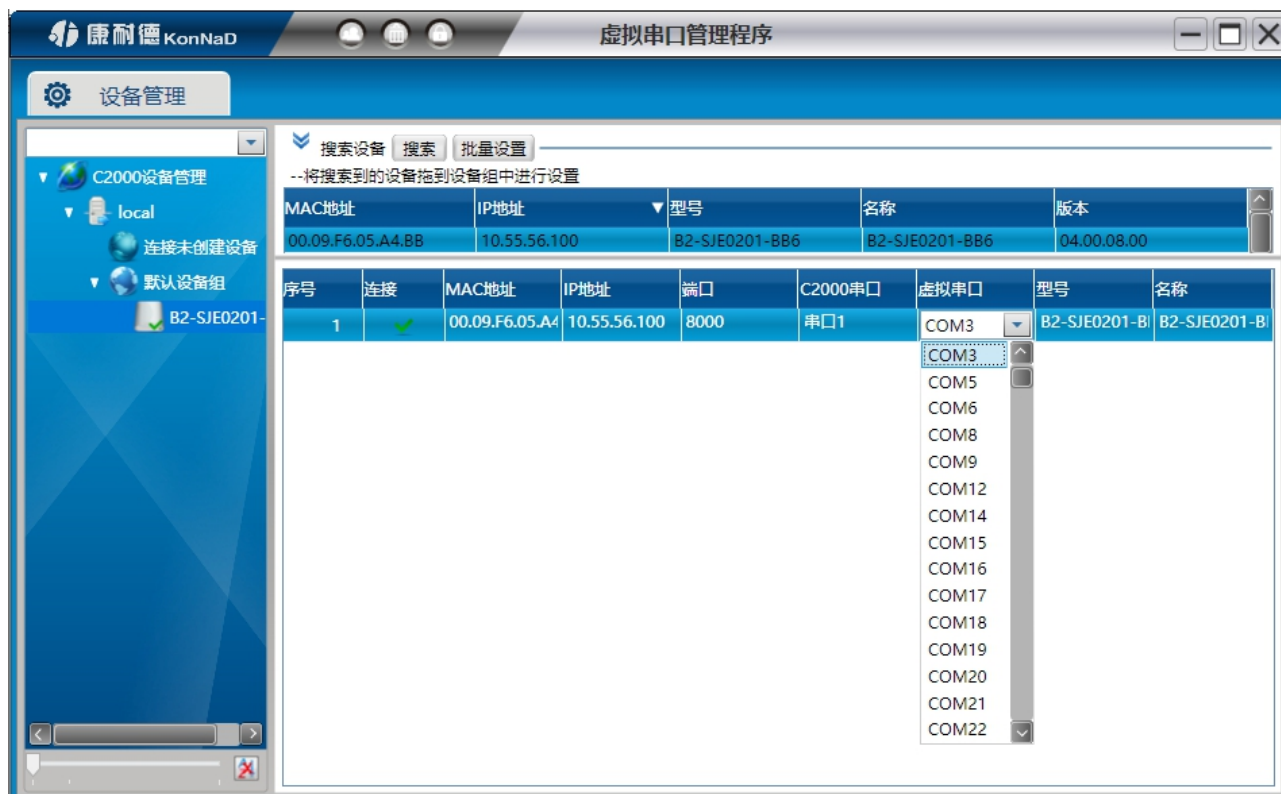 康耐德 KonNaD
虚拟串口管理程序
设备管理
C2000设备管理
local
连接未创建设备
默认设备组
B2-SJE0201-
搜索设备 搜索 批量设置
--将搜索到的设备拖到设备组中进行设置
MAC地址 IP地址 型号 名称 版本
00.09.F6.05.A4.BB 10.55.56.100 B2-SJE0201-BB6 B2-SJE0201-BB6 04.00.08.00
序号 连接 MAC地址 IP地址 端口 C2000串口 虚拟串口 型号 名称
1 00.09.F6.05.A4 10.55.56.100 8000 串口1 COM3 B2-SJE0201-B B2-SJE0201-B
COM3
COM5
COM6
COM8
COM9
COM12
COM14
COM15
COM16
COM17
COM18
COM19
COM20
COM21
COM22